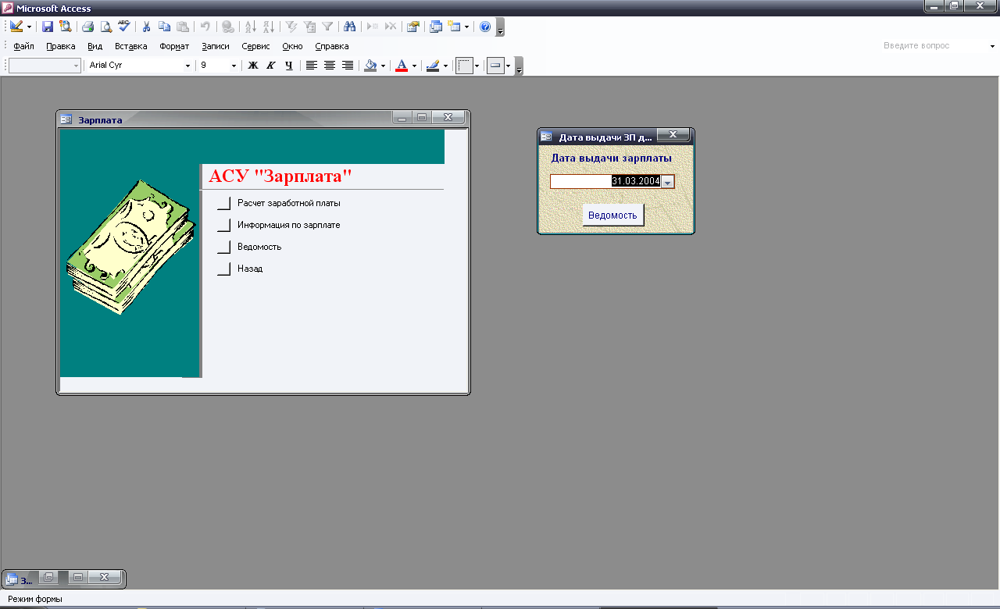 Microsoft Access
Файл Правка Вид Вставка Формат Записи Сервис Окно Справка
Введите вопрос
Arial Cyr 9 Ж К Ч
Зарплата
АСУ "Зарплата"
Расчет заработной платы
Информация по зарплате
Ведомость
Назад
Дата выдачи ЗП д...
Дата выдачи зарплаты
31.03.2004
Ведомость
З...
Режим формы